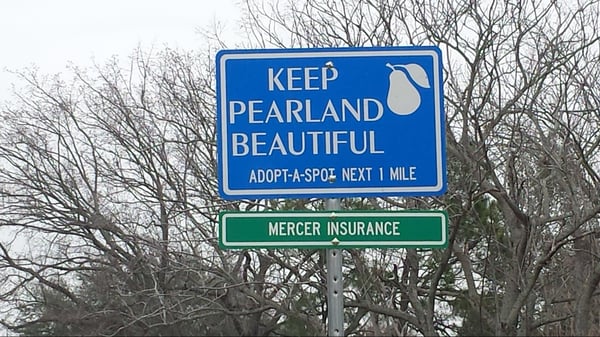 KEEP
PEARLAND
BEAUTIFUL
ADOPT-A-SPOT NEXT 1 MILE
MERCER INSURANCE